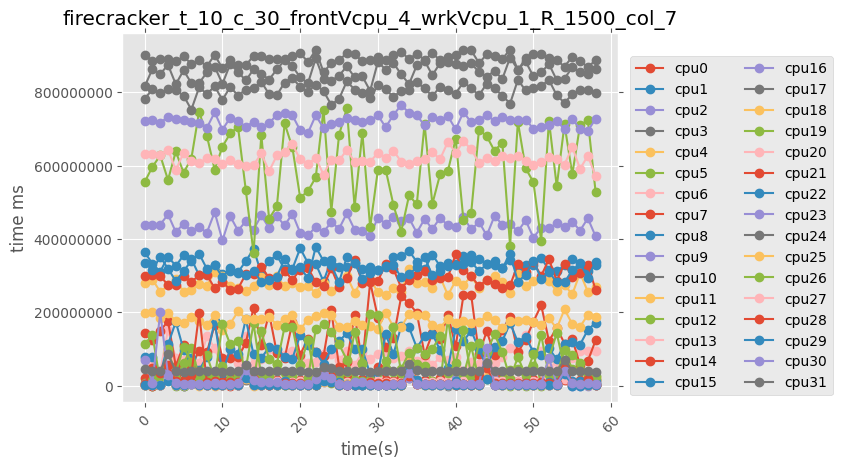 firecracker_t_10_c_30_frontVcpu_4_wrkVcpu_1_R_1500_col_7
800000000
600000000
400000000
200000000
0
time ms
0 10 20 30 40 50 60
time(s)
cpu0 cpu16
cpu1 cpu17
cpu2 cpu18
cpu3 cpu19
cpu4 cpu20
cpu5 cpu21
cpu6 cpu22
cpu7 cpu23
cpu8 cpu24
cpu9 cpu25
cpu10 cpu26
cpu11 cpu27
cpu12 cpu28
cpu13 cpu29
cpu14 cpu30
cpu15 cpu31